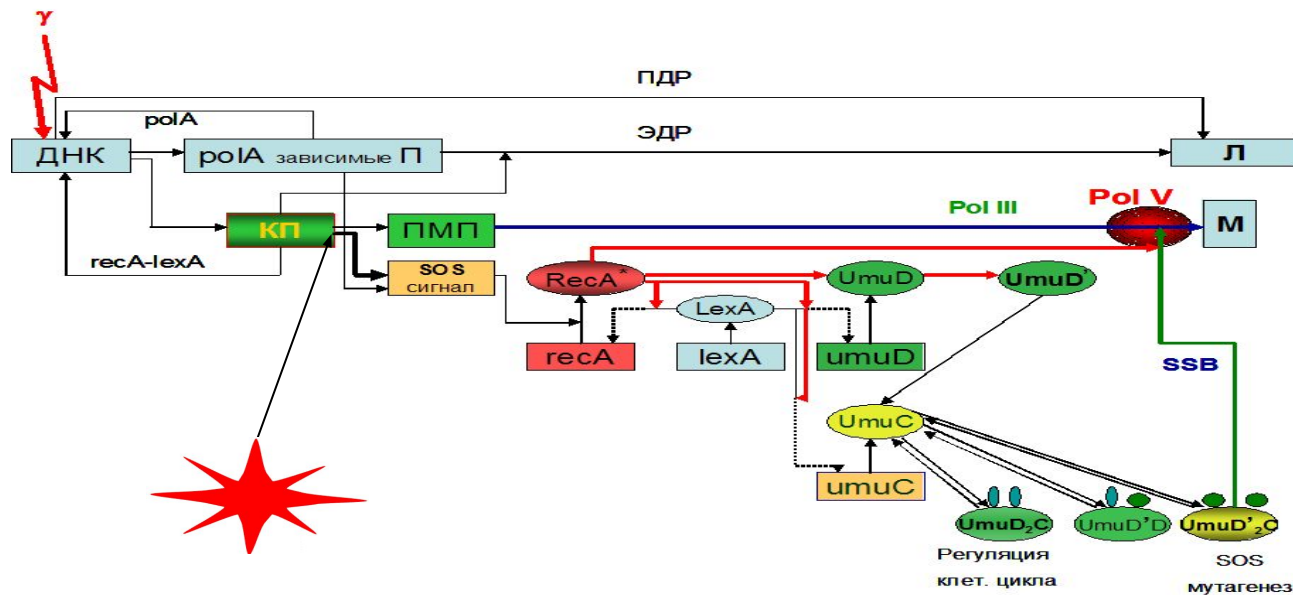 γ
ПДР
polA
ЭДР
ДНК
polA зависимые П
Л
Pol V
Pol III
КП
ПМП
М
recA-lexA
SOS
сигнал
RecA*
UmuD
UmuD'
LexA
recA
lexA
umuD
SSB
UmuC
umuC
UmuD₂C
UmuD'D
UmuD'₂C
Регуляция
клет. цикла
SOS
мутагенез